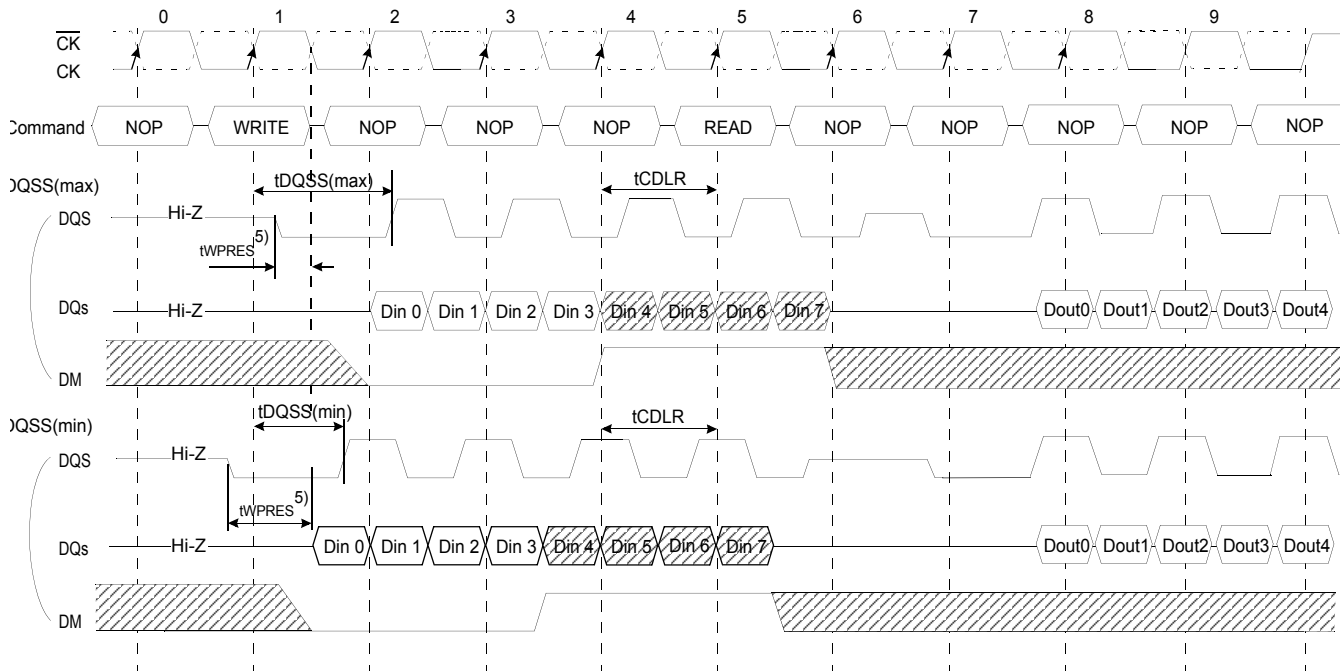 0 1 2 3 4 5 6 7 8 9
CK
CK
Command NOP WRITE NOP NOP NOP READ NOP NOP NOP NOP NOP
DQSS(max) tDQSS(max) tCDLR
DQS Hi-Z
tWPRES 5)
DQs Hi-Z Din 0 Din 1 Din 2 Din 3 Din 4 Din 5 Din 6 Din 7 Dout0 Dout1 Dout2 Dout3 Dout4
DM
DQSS(min) tDQSS(min) tCDLR
DQS Hi-Z
tWPRES 5)
DQs Hi-Z Din 0 Din 1 Din 2 Din 3 Din 4 Din 5 Din 6 Din 7 Dout0 Dout1 Dout2 Dout3 Dout4
DM